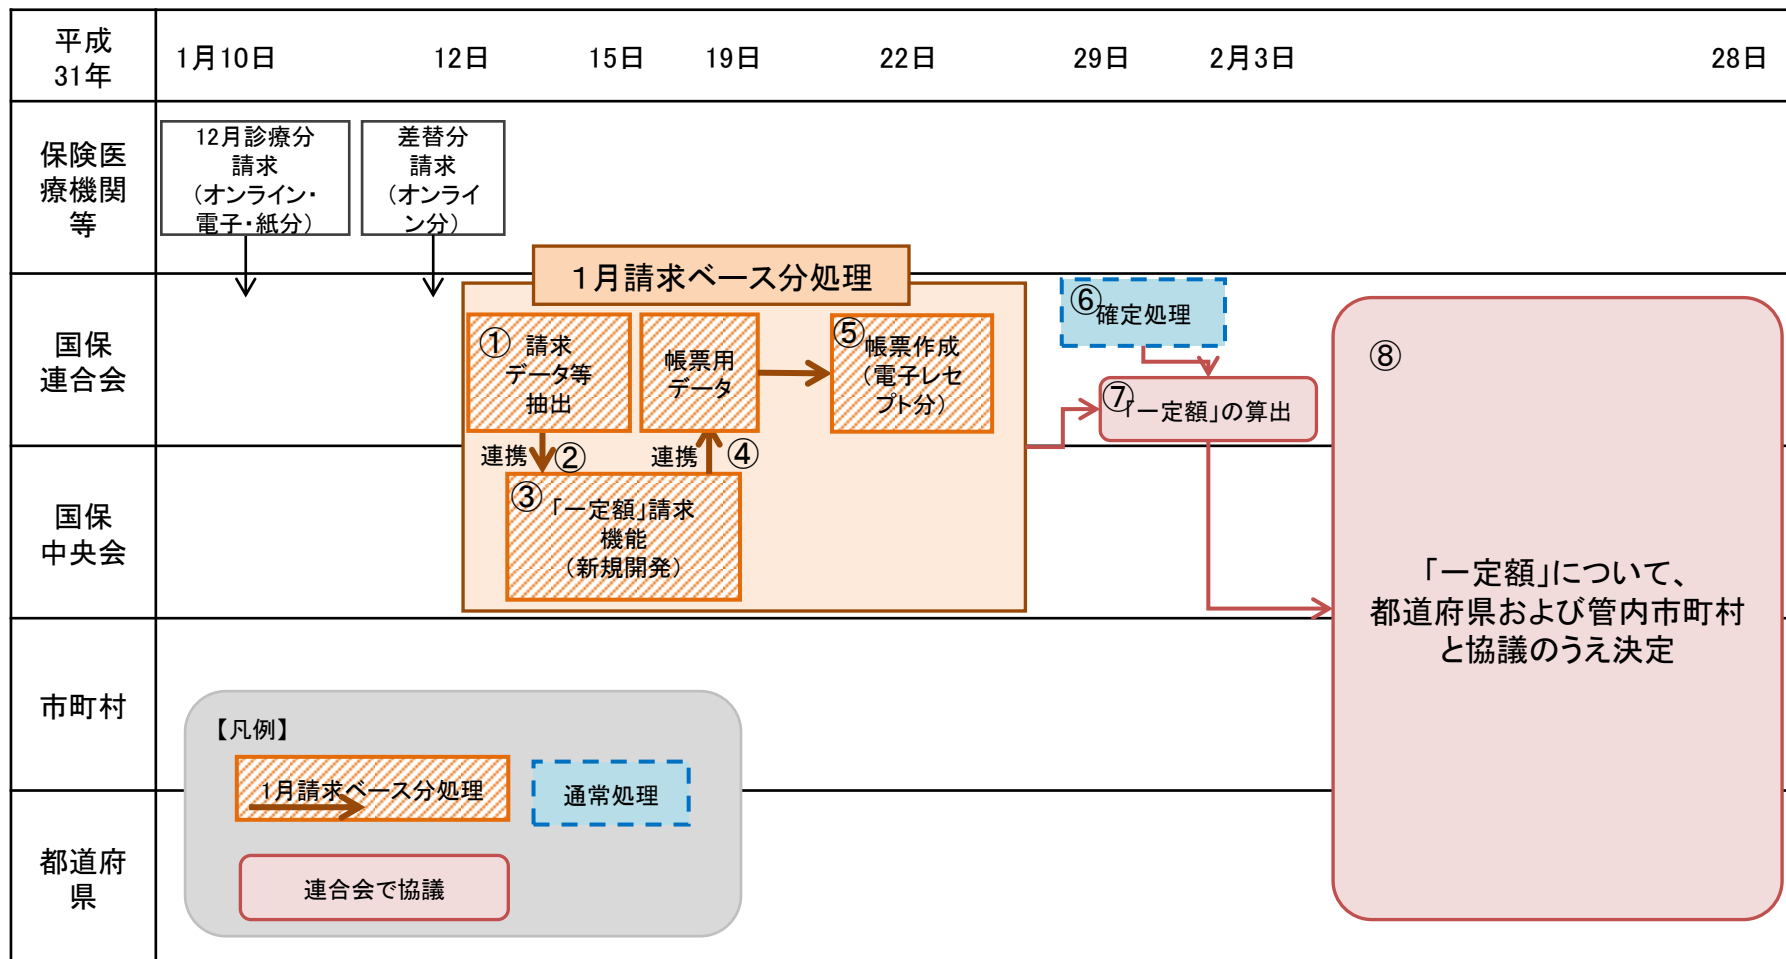 平成
31年
1月10日
12日
15日
19日
22日
29日
2月3日
28日
保険医
療機関
等
12月診療分
請求
(オンライン・
電子・紙分)
差替分
請求
(オンライ
ン分)
国保
連合会
1月請求ベース分処理
① 請求
データ等
抽出
帳票用
データ
⑤
帳票作成
(電子レセ
プト分)
⑥
確定処理
⑦
「一定額」の算出
連携
②
連携
④
国保
中央会
③
「一定額」請求
機能
(新規開発)
⑧
「一定額」について、
都道府県および管内市町村
と協議のうえ決定
市町村
【凡例】
1月請求ベース分処理
通常処理
連合会で協議
都道府
県